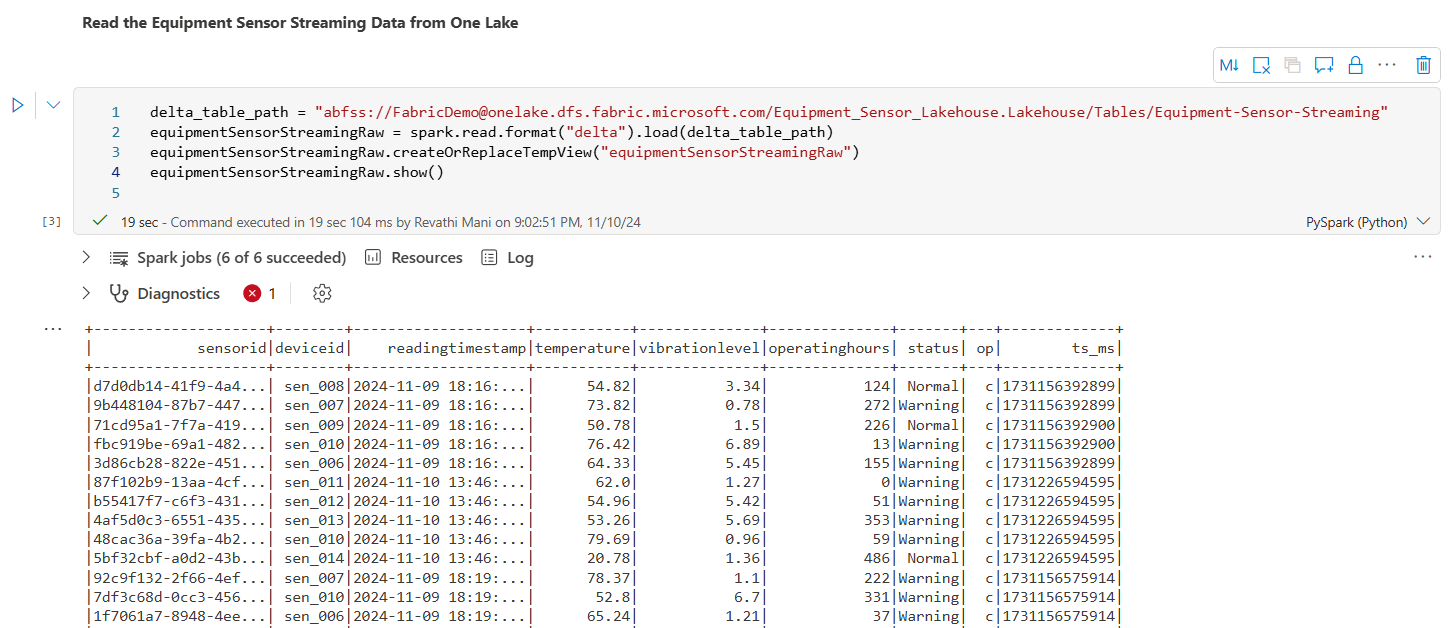 Read the Equipment Sensor Streaming Data from One Lake
M↓ ...
1 delta_table_path = "abfss://FabricDemo@onelake.dfs.fabric.microsoft.com/Equipment_Sensor_Lakehouse.Lakehouse/Tables/Equipment-Sensor-Streaming"
2 equipmentSensorStreamingRaw = spark.read.format("delta").load(delta_table_path)
3 equipmentSensorStreamingRaw.createOrReplaceTempView("equipmentSensorStreamingRaw")
4 equipmentSensorStreamingRaw.show()
5
[3] 19 sec - Command executed in 19 sec 104 ms by Revathi Mani on 9:02:51 PM, 11/10/24 PySpark (Python)
Spark jobs (6 of 6 succeeded) Resources Log ...
Diagnostics 1
... +--------------------+--------+--------------------+-----------+--------------+--------------+-------+---+-------------+
|            sensorid|deviceid|    readingtimestamp|temperature|vibrationlevel|operatinghours| status| op|        ts_ms|
+--------------------+--------+--------------------+-----------+--------------+--------------+-------+---+-------------+
|d7d0db14-41f9-4a4...| sen_008|2024-11-09 18:16:...|      54.82|          3.34|           124| Normal|  c|1731156392899|
|9b448104-87b7-447...| sen_007|2024-11-09 18:16:...|      73.82|          0.78|           272|Warning|  c|1731156392899|
|71cd95a1-7f7a-419...| sen_009|2024-11-09 18:16:...|      50.78|           1.5|           226| Normal|  c|1731156392900|
|fbc919be-69a1-482...| sen_010|2024-11-09 18:16:...|      76.42|          6.89|            13|Warning|  c|1731156392900|
|3d86cb28-822e-451...| sen_006|2024-11-09 18:16:...|      64.33|          5.45|           155|Warning|  c|1731156392899|
|87f102b9-13aa-4cf...| sen_011|2024-11-10 13:46:...|       62.0|          1.27|             0|Warning|  c|1731226594595|
|b55417f7-c6f3-431...| sen_012|2024-11-10 13:46:...|      54.96|          5.42|            51|Warning|  c|1731226594595|
|4af5d0c3-6551-435...| sen_013|2024-11-10 13:46:...|      53.26|          5.69|           353|Warning|  c|1731226594595|
|48cac36a-39fa-4b2...| sen_010|2024-11-10 13:46:...|      79.69|          0.96|            59|Warning|  c|1731226594595|
|5bf32cbf-a0d2-43b...| sen_014|2024-11-10 13:46:...|      20.78|          1.36|           486| Normal|  c|1731226594595|
|92c9f132-2f66-4ef...| sen_007|2024-11-09 18:19:...|      78.37|           1.1|           222|Warning|  c|1731156575914|
|7df3c68d-0cc3-456...| sen_010|2024-11-09 18:19:...|       52.8|           6.7|           331|Warning|  c|1731156575914|
|1f7061a7-8948-4ee...| sen_006|2024-11-09 18:19:...|      65.24|          1.21|            37|Warning|  c|1731156575914|